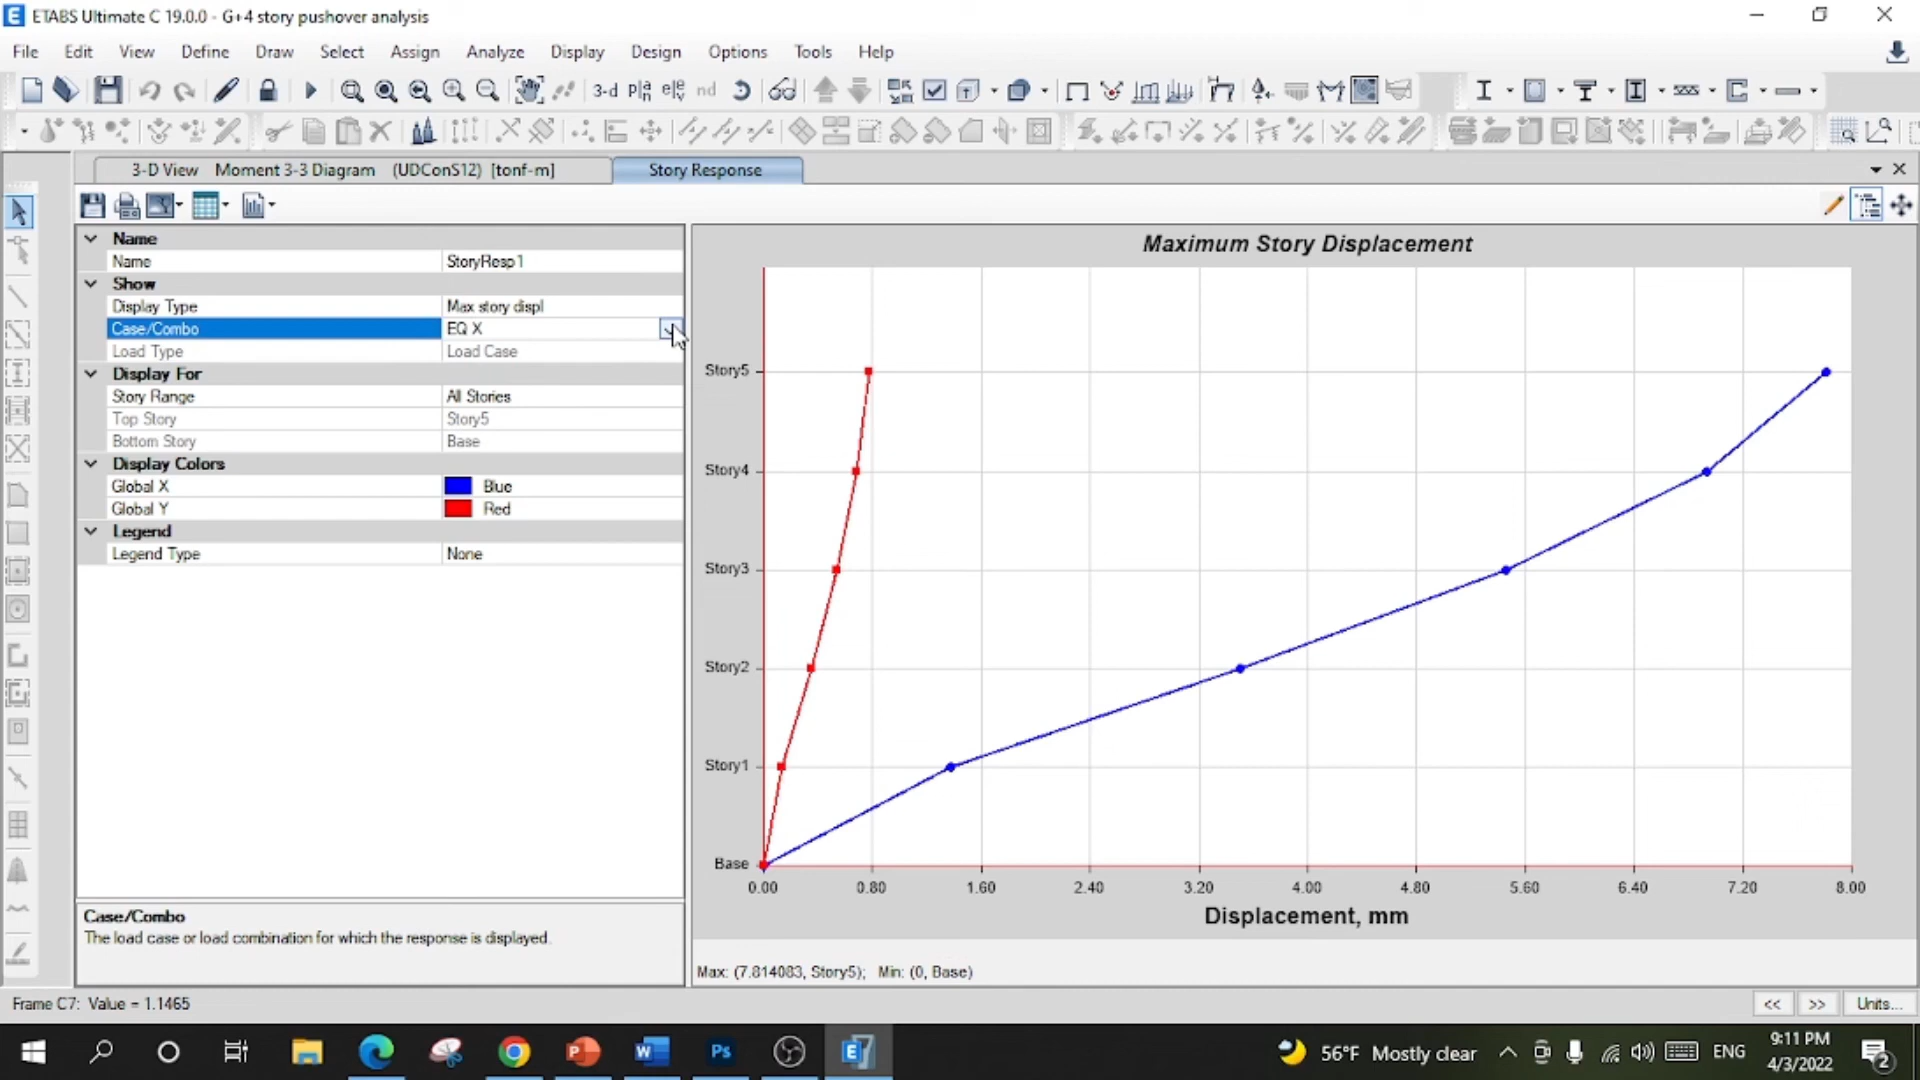 ETABS Ultimate C 19.0.0 - G+4 story pushover analysis
File Edit View Define Draw Select Assign Analyze Display Design Options Tools Help
3-d Pla ele nd
3-D View Moment 3-3 Diagram (UDConS12) [tonf-m] Story Response
Name
Name StoryResp1
Show
Display Type Max story displ
Case/Combo EQ X
Load Type Load Case
Display For
Story Range All Stories
Top Story Story5
Bottom Story Base
Display Colors
Global X Blue
Global Y Red
Legend
Legend Type None
Case/Combo
The load case or load combination for which the response is displayed.
Maximum Story Displacement
Story5
Story4
Story3
Story2
Story1
Base
0.00 0.80 1.60 2.40 3.20 4.00 4.80 5.60 6.40 7.20 8.00
Displacement, mm
Max: (7.814083, Story5); Min: (0, Base)
Frame C7: Value = 1.1465
<< >> Units...
56°F Mostly clear ENG 9:11 PM
4/3/2022
2